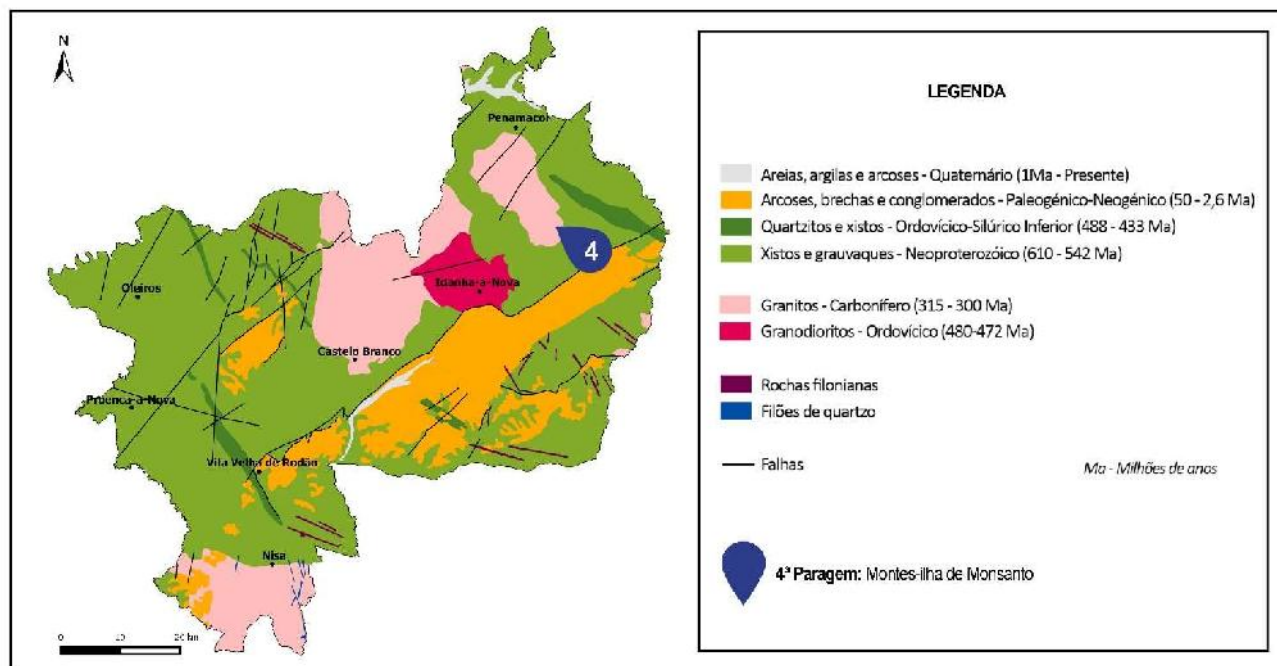 N
Penamacor
4
Idanha-a-Nova
Oleiros
Castelo Branco
Proença-a-Nova
Vila Velha de Rodão
Nisa
0 10 20 km
LEGENDA
Areias, argilas e arcoses - Quaternário (1Ma - Presente)
Arcoses, brechas e conglomerados - Paleogénico-Neogénico (50 - 2,6 Ma)
Quartzitos e xistos - Ordovícico-Silúrico Inferior (488 - 433 Ma)
Xistos e grauvaques - Neoproterozóico (610 - 542 Ma)
Granitos - Carbonífero (315 - 300 Ma)
Granodioritos - Ordovícico (480-472 Ma)
Rochas filonianas
Filões de quartzo
Falhas
Ma - Milhões de anos
4ª Paragem: Montes-ilha de Monsanto